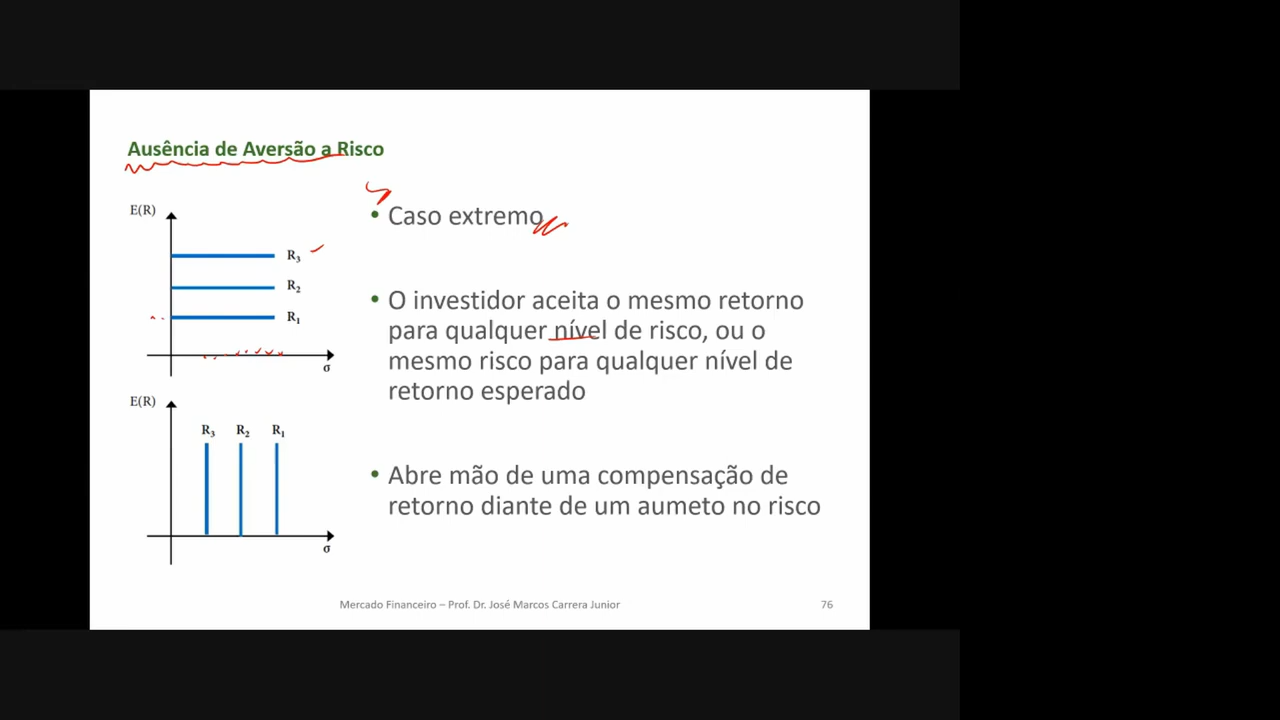 Ausência de Aversão a Risco
E(R)
R3
R2
R1
σ
E(R)
R3 R2 R1
σ
• Caso extremo
• O investidor aceita o mesmo retorno
para qualquer nível de risco, ou o
mesmo risco para qualquer nível de
retorno esperado
• Abre mão de uma compensação de
retorno diante de um aumeto no risco
Mercado Financeiro – Prof. Dr. José Marcos Carrera Junior 76